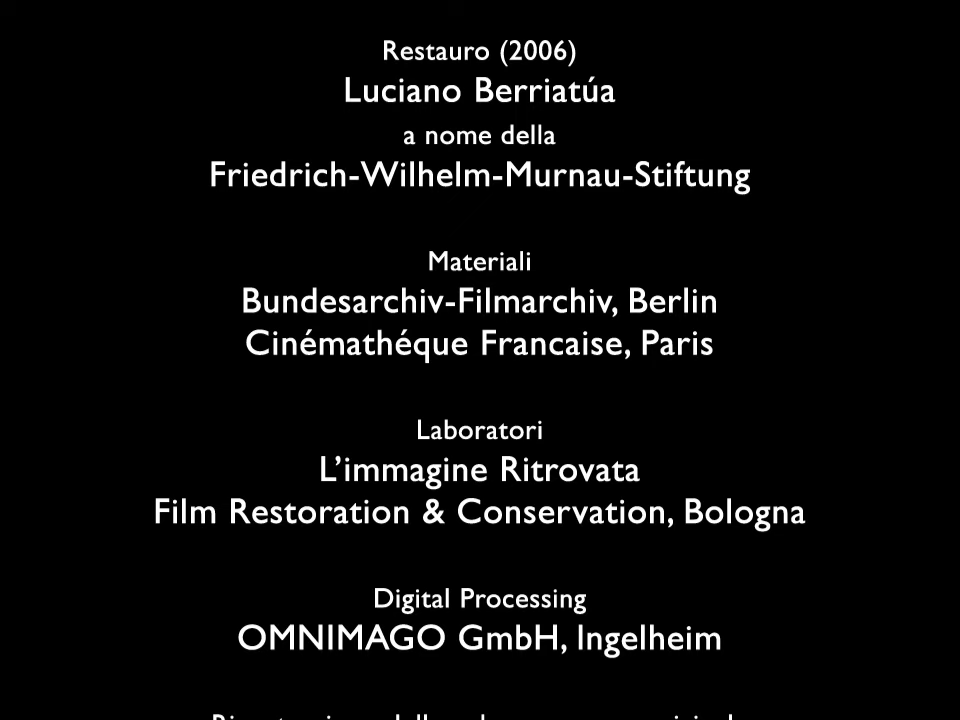 Restauro (2006)
Luciano Berriatúa
a nome della
Friedrich-Wilhelm-Murnau-Stiftung
Materiali
Bundesarchiv-Filmarchiv, Berlin
Cinémathéque Francaise, Paris
Laboratori
L’immagine Ritrovata
Film Restoration & Conservation, Bologna
Digital Processing
OMNIMAGO GmbH, Ingelheim